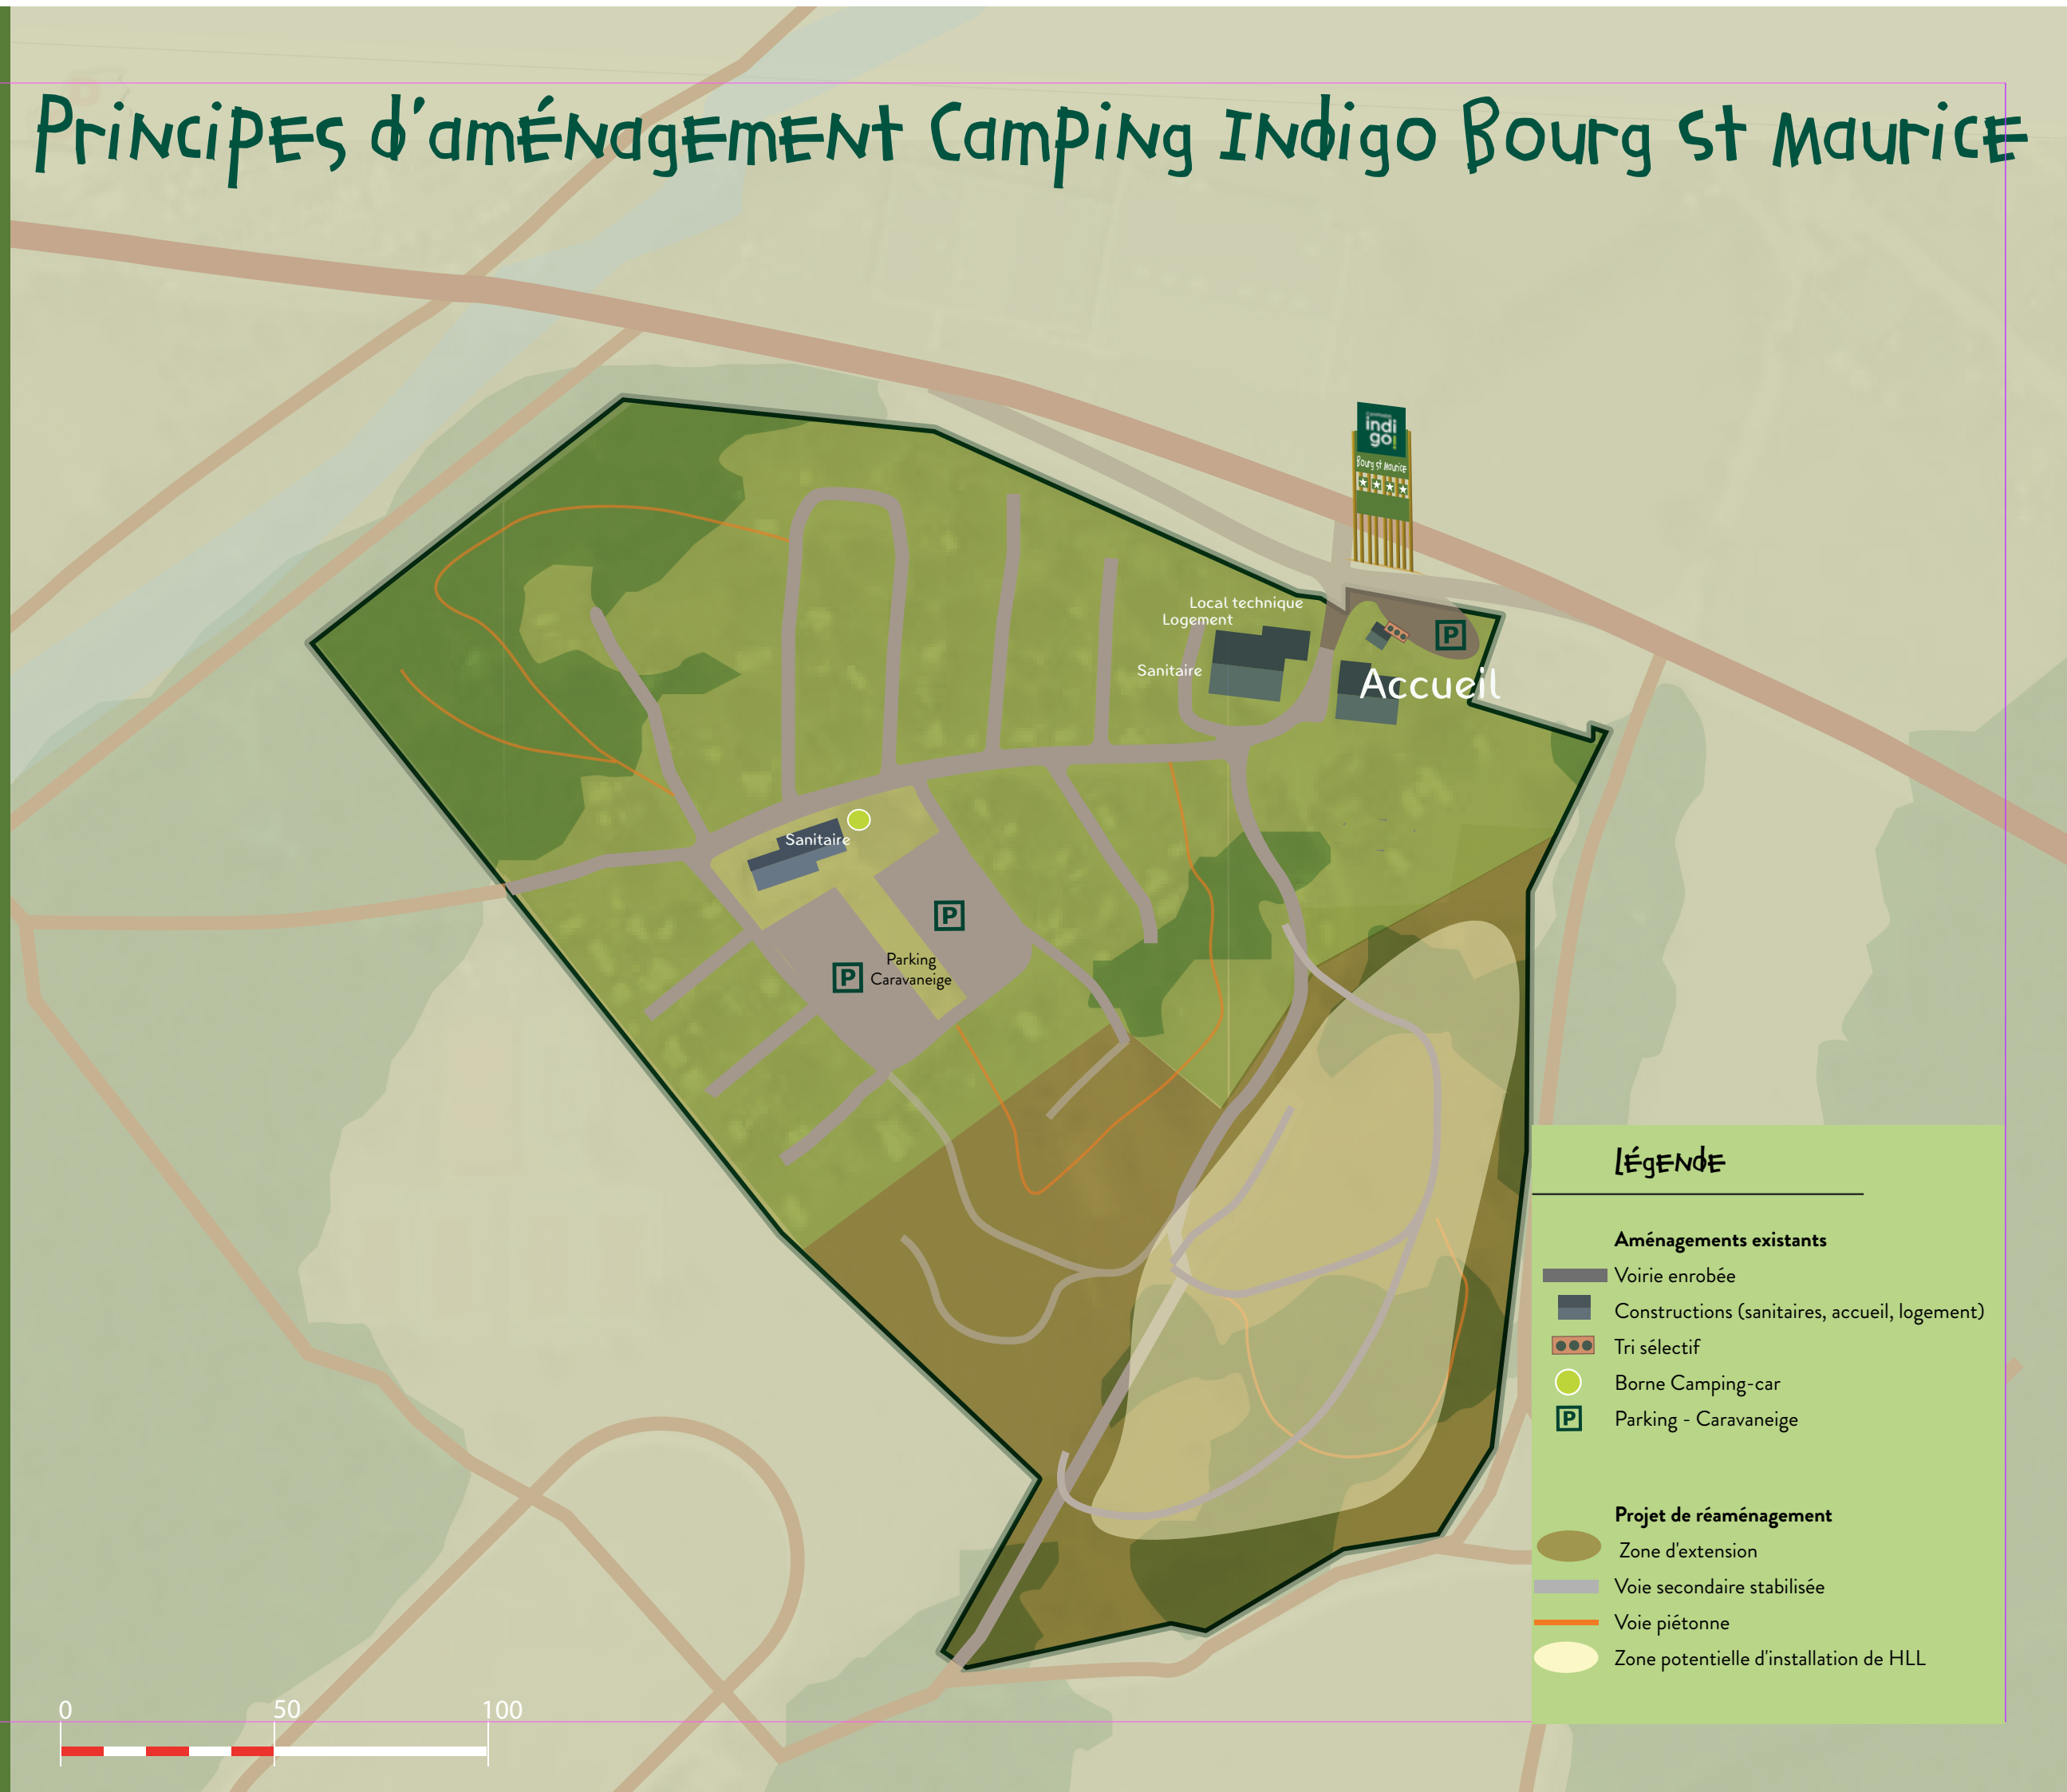 Principes d'aménagement Camping Indigo Bourg St Maurice
indi
go!
Bourg st Maurice
Local technique
Logement
Sanitaire
P
Accueil
Sanitaire
P
P
Parking
Caravaneige
Légende
Aménagements existants
Voirie enrobée
Constructions (sanitaires, accueil, logement)
Tri sélectif
Borne Camping-car
P Parking - Caravaneige
Projet de réaménagement
Zone d'extension
Voie secondaire stabilisée
Voie piétonne
Zone potentielle d'installation de HLL
0 50 100